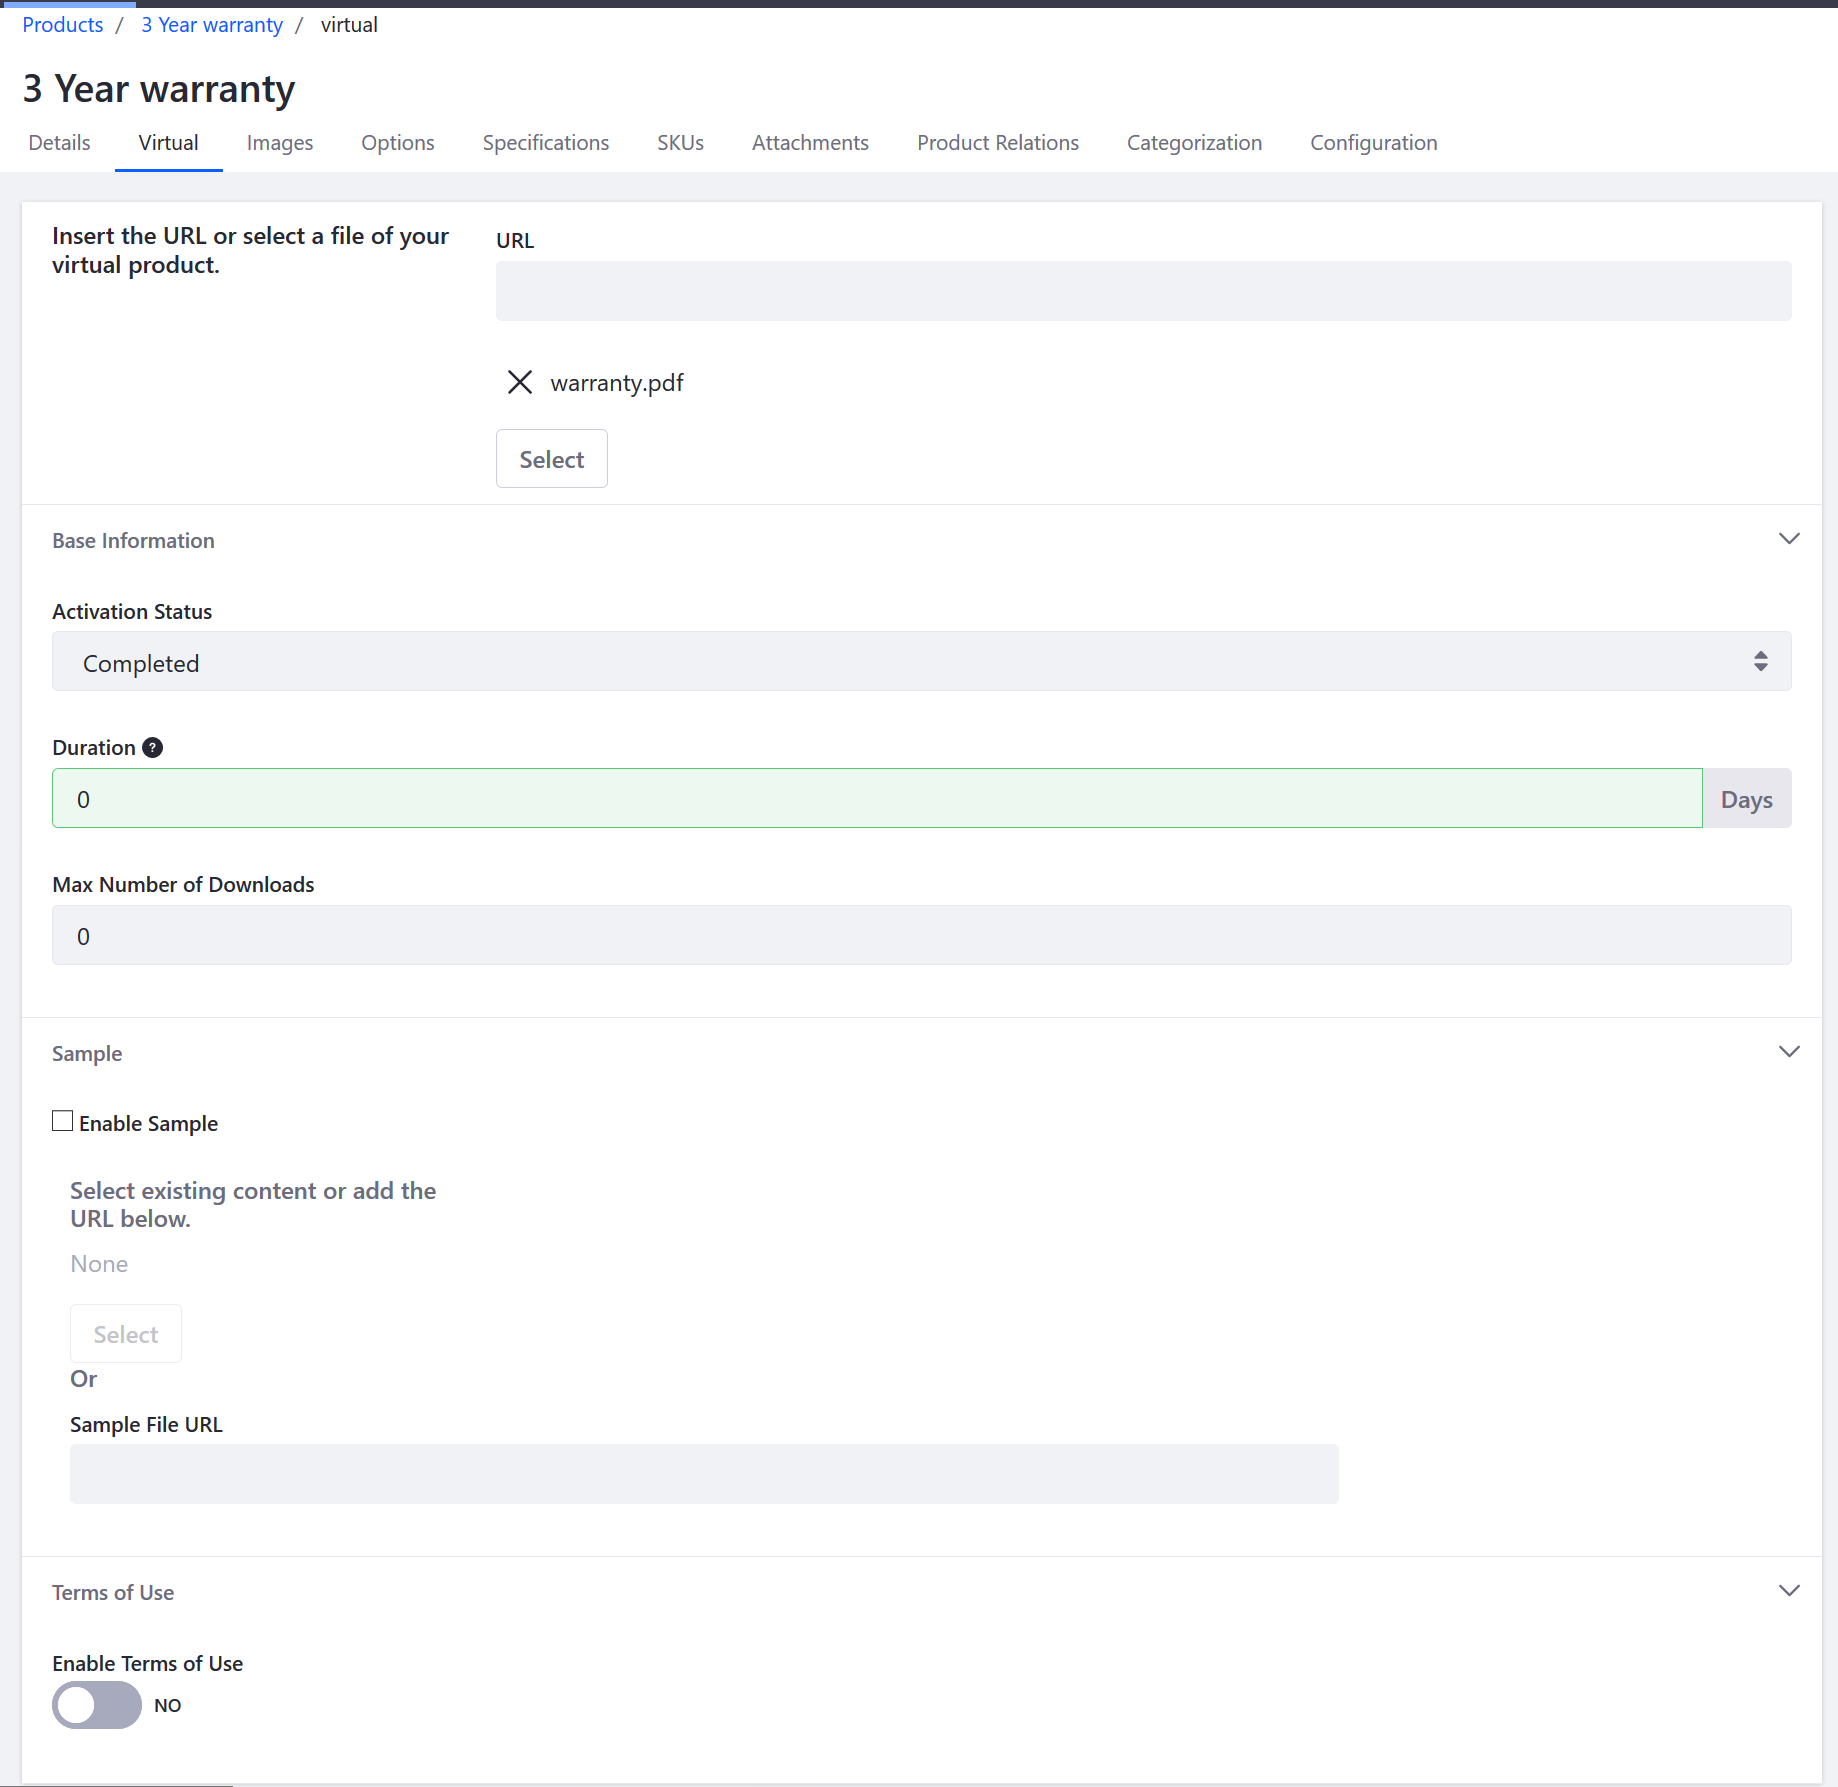 Products / 3 Year warranty / virtual
3 Year warranty
Details Virtual Images Options Specifications SKUs Attachments Product Relations Categorization Configuration
Insert the URL or select a file of your
virtual product.
URL
warranty.pdf
Select
Base Information
Activation Status
Completed
Duration ?
0 Days
Max Number of Downloads
0
Sample
Enable Sample
Select existing content or add the
URL below.
None
Select
Or
Sample File URL
Terms of Use
Enable Terms of Use
NO